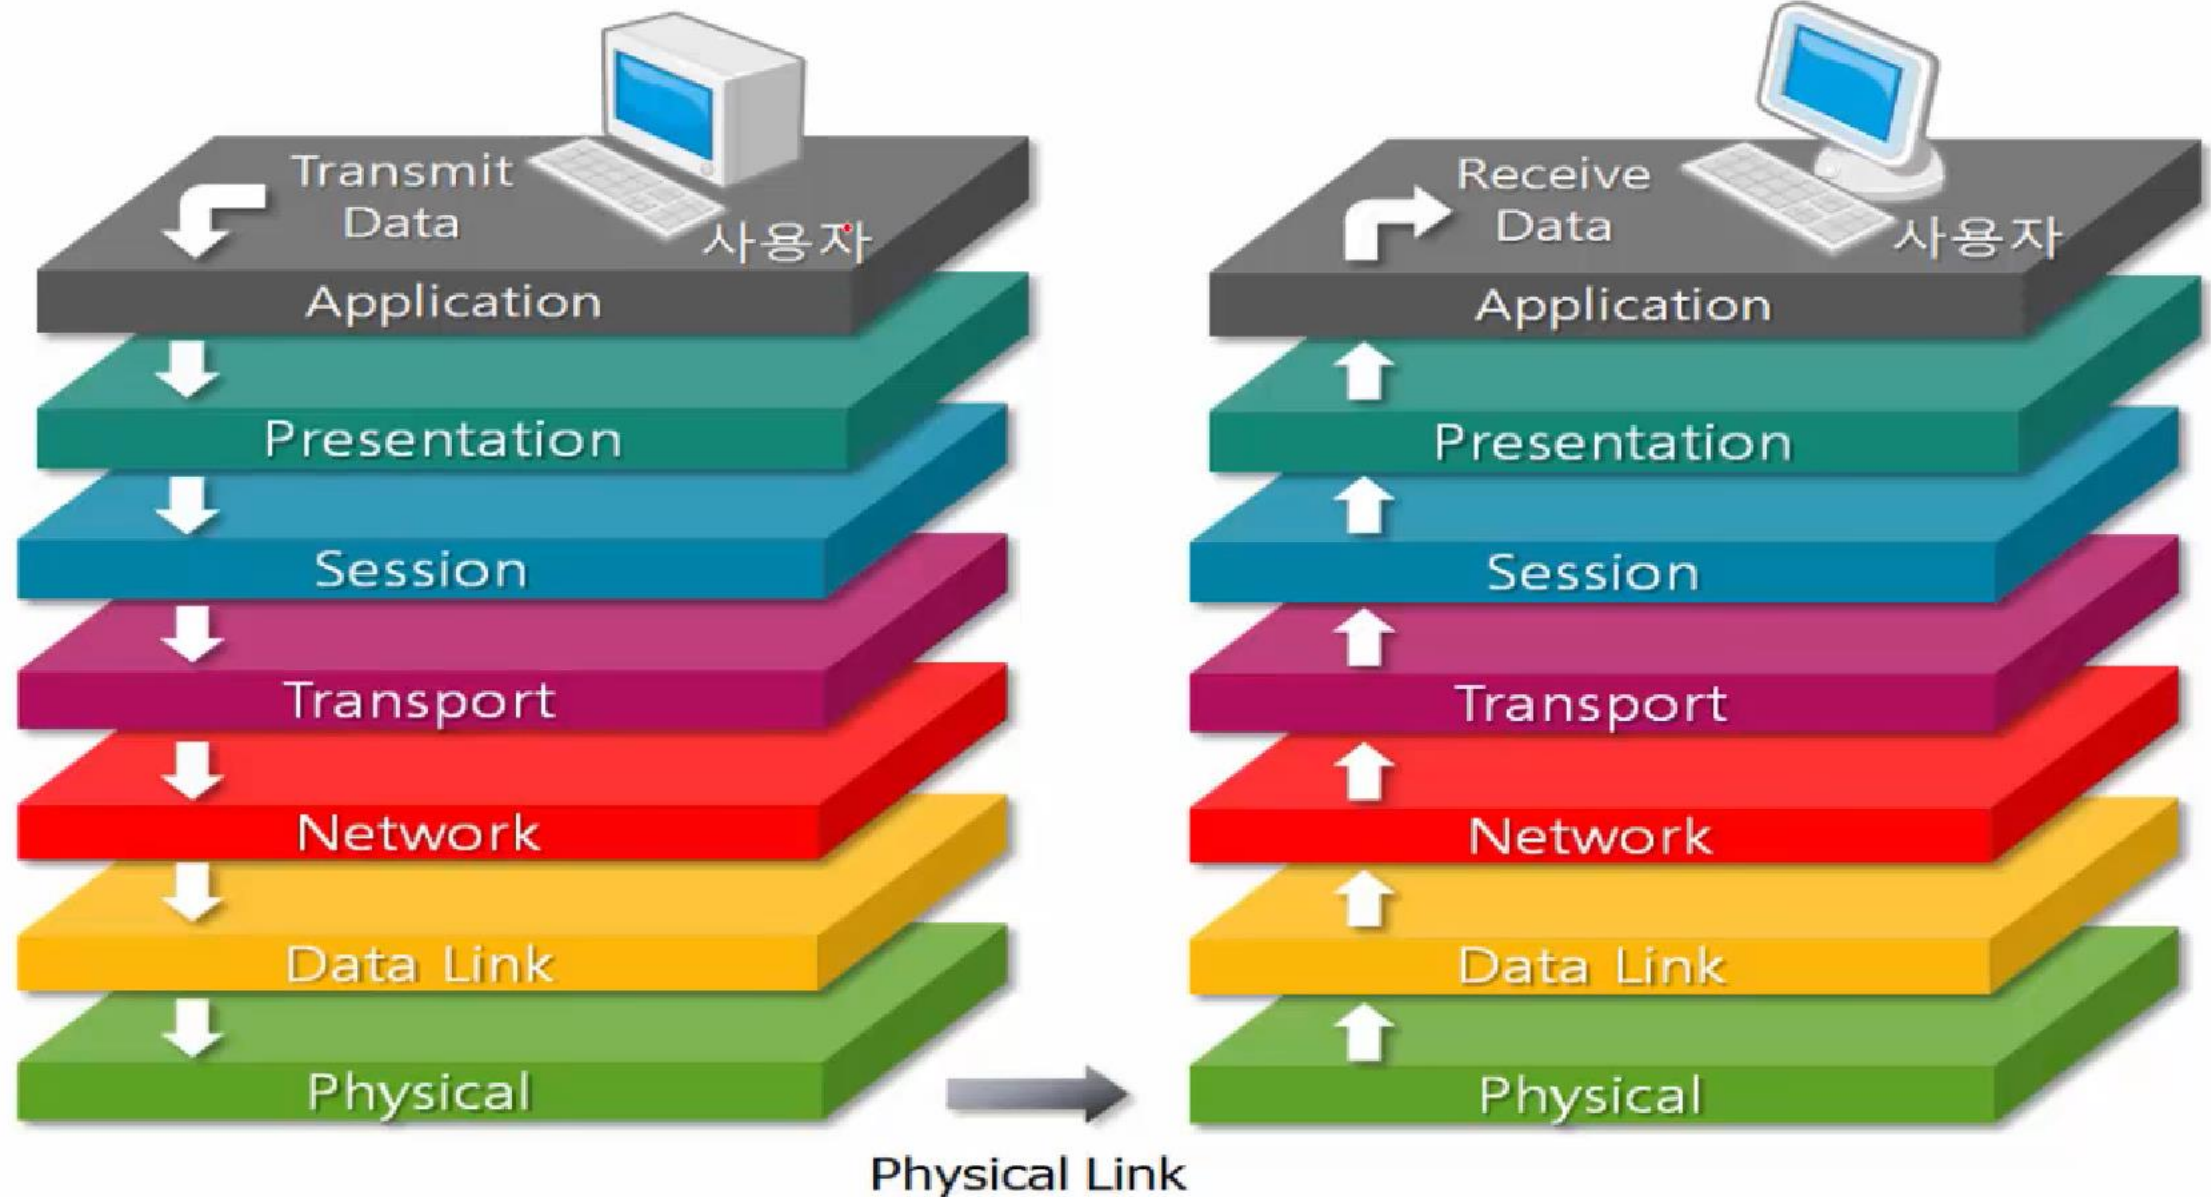 Transmit
Data
사용자
Application
Presentation
Session
Transport
Network
Data Link
Physical
Receive
Data
사용자
Application
Presentation
Session
Transport
Network
Data Link
Physical
Physical Link